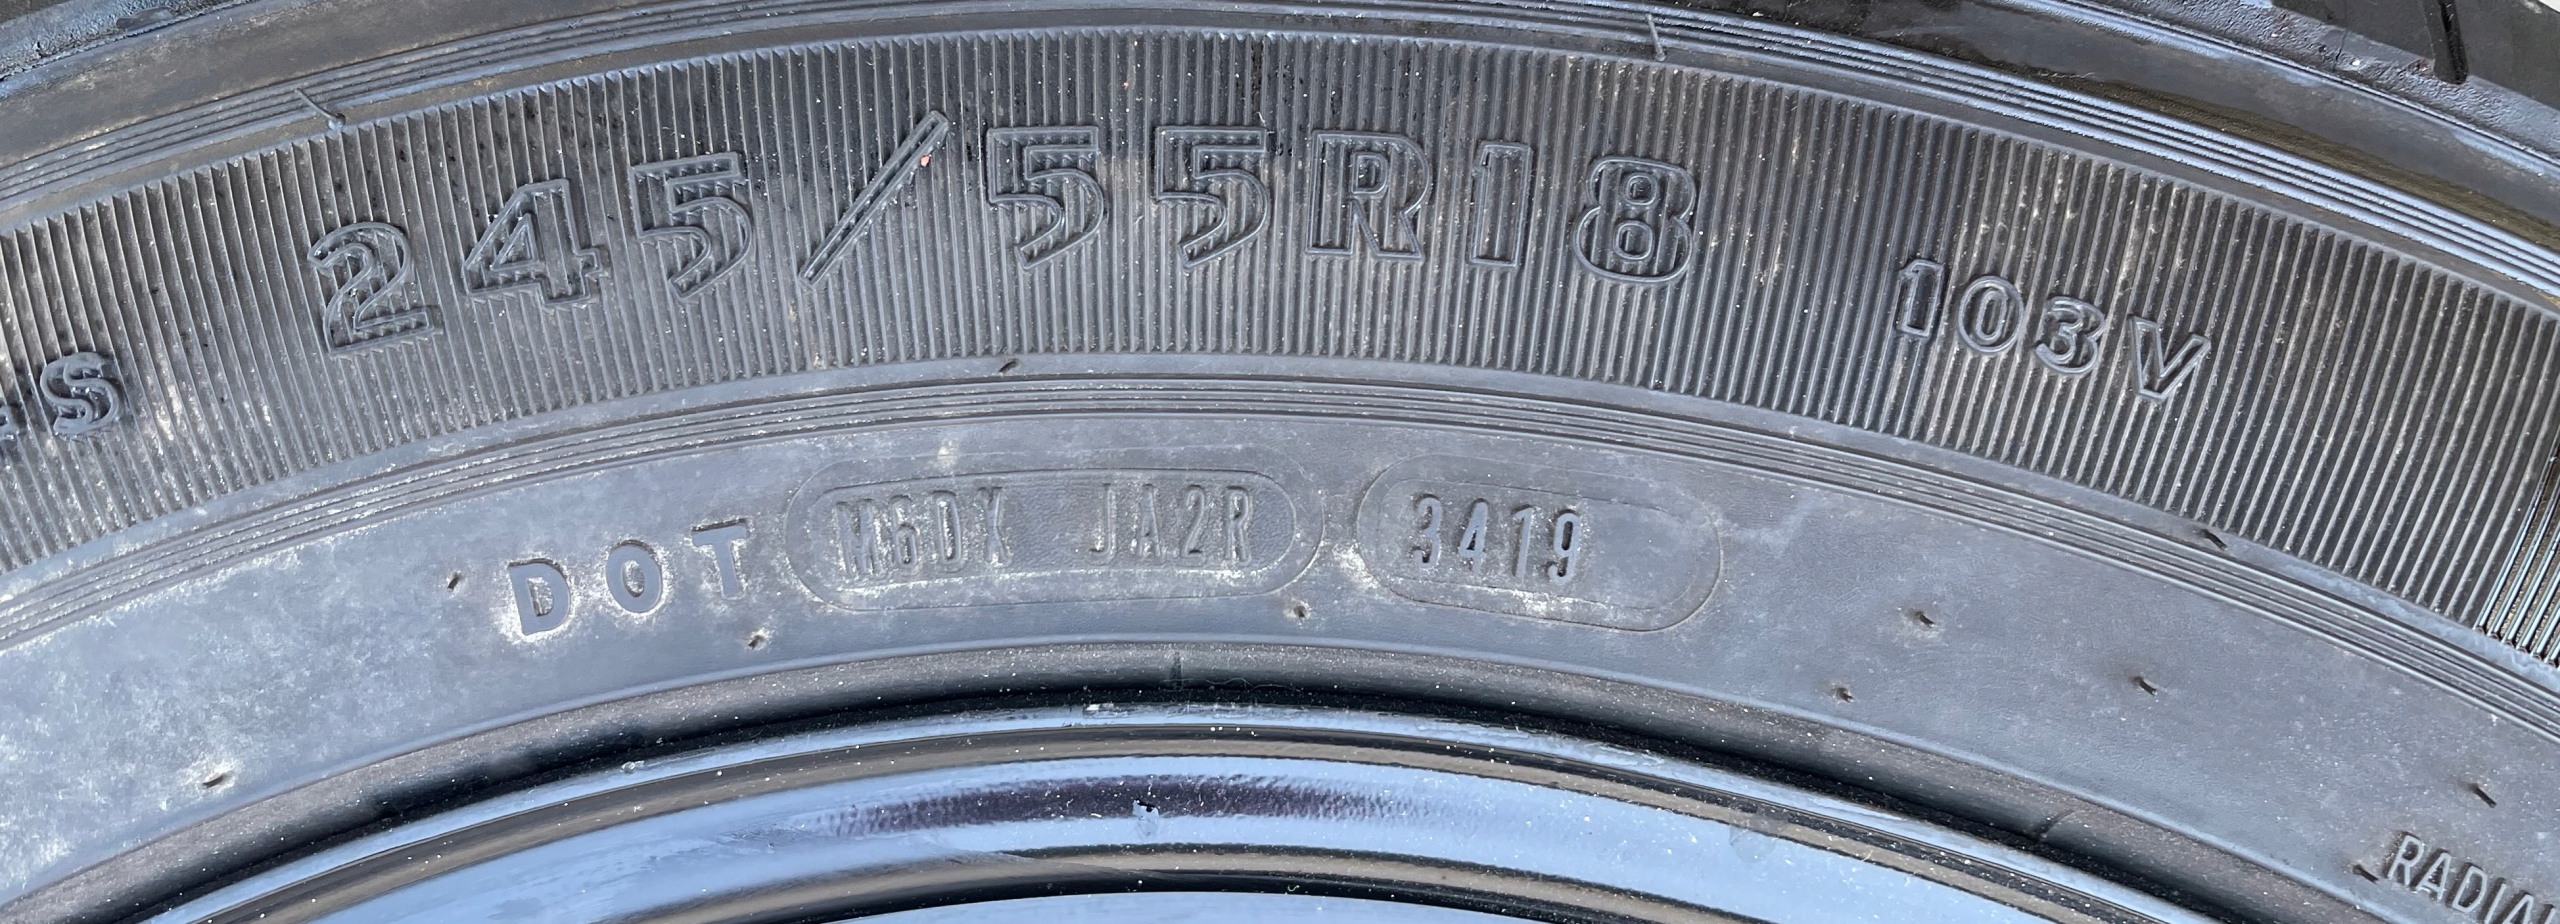 S 245/55R18 103V
DOT M6DX JA2R 3419
RADIAL